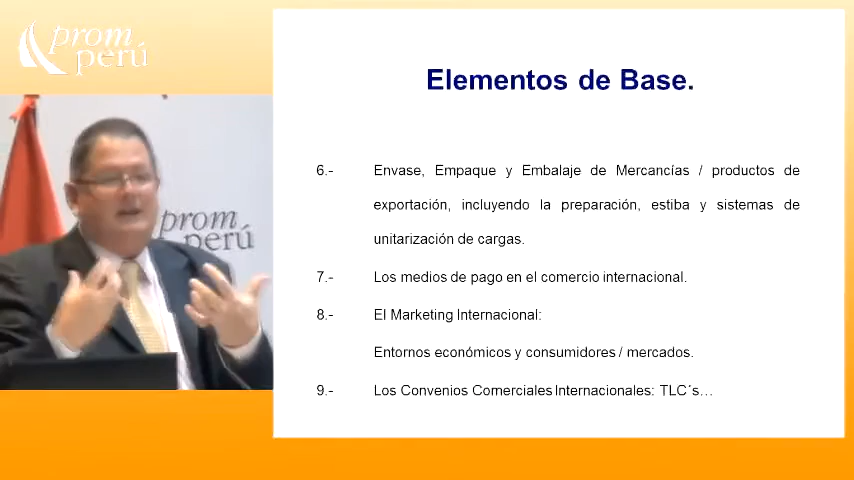 prom
perú
prom
perú
Elementos de Base.
6.- Envase, Empaque y Embalaje de Mercancías / productos de
exportación, incluyendo la preparación, estiba y sistemas de
unitarización de cargas.
7.- Los medios de pago en el comercio internacional.
8.- El Marketing Internacional:
Entornos económicos y consumidores / mercados.
9.- Los Convenios Comerciales Internacionales: TLC´s…